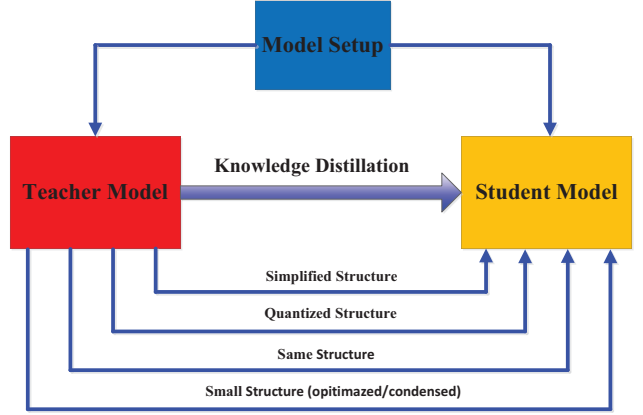 Model Setup
Knowledge Distillation
Teacher Model
Student Model
Simplified Structure
Quantized Structure
Same Structure
Small Structure (opitimazed/condensed)